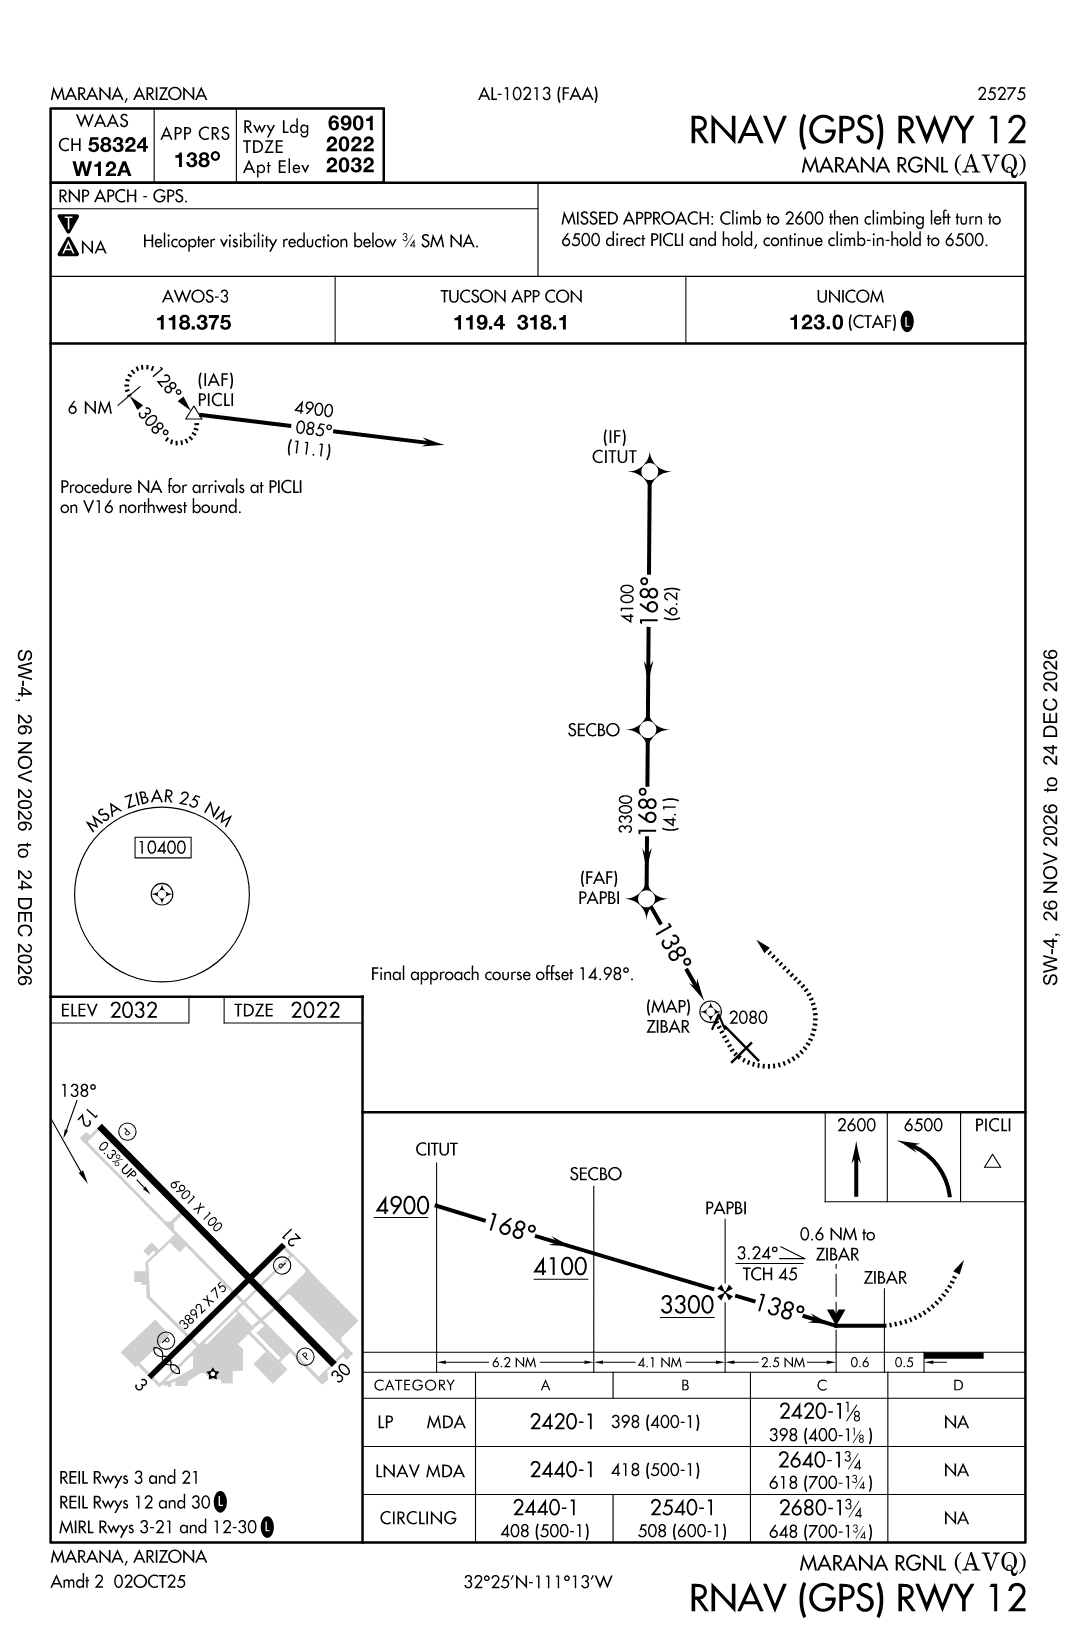 MARANA, ARIZONA
AL-10213 (FAA)
25275
WAAS
CH 58324
W12A
APP CRS
138°
Rwy Ldg 6901
TDZE 2022
Apt Elev 2032
RNAV (GPS) RWY 12
MARANA RGNL (AVQ)
RNP APCH - GPS.
T
A NA
Helicopter visibility reduction below ¾ SM NA.
MISSED APPROACH: Climb to 2600 then climbing left turn to
6500 direct PICLI and hold, continue climb-in-hold to 6500.
AWOS-3
118.375
TUCSON APP CON
119.4 318.1
UNICOM
123.0 (CTAF) L
6 NM
128°
308°
(IAF)
PICLI
4900
085°
(11.1)
Procedure NA for arrivals at PICLI
on V16 northwest bound.
(IF)
CITUT
4100
168°
(6.2)
SECBO
3300
168°
(4.1)
(FAF)
PAPBI
138°
Final approach course offset 14.98°.
(MAP)
ZIBAR
2080
MSA ZIBAR 25 NM
10400
SW-4, 26 NOV 2026 to 24 DEC 2026
SW-4, 26 NOV 2026 to 24 DEC 2026
ELEV 2032
TDZE 2022
138°
12
P
0.3% UP
6901 X 100
21
P
3892 X 75
P
P
3
30
REIL Rwys 3 and 21
REIL Rwys 12 and 30 L
MIRL Rwys 3-21 and 12-30 L
2600
6500
PICLI
CITUT
SECBO
PAPBI
4900
168°
4100
3300
3.24°
TCH 45
138°
0.6 NM to
ZIBAR
ZIBAR
6.2 NM
4.1 NM
2.5 NM
0.6
0.5
CATEGORY A B C D
LP MDA 2420-1 398 (400-1) 2420-1⅛ NA
398 (400-1⅛)
LNAV MDA 2440-1 418 (500-1) 2640-1¾ NA
618 (700-1¾)
CIRCLING 2440-1 2540-1 2680-1¾ NA
408 (500-1) 508 (600-1) 648 (700-1¾)
MARANA, ARIZONA
Amdt 2 02OCT25
32°25'N-111°13'W
MARANA RGNL (AVQ)
RNAV (GPS) RWY 12